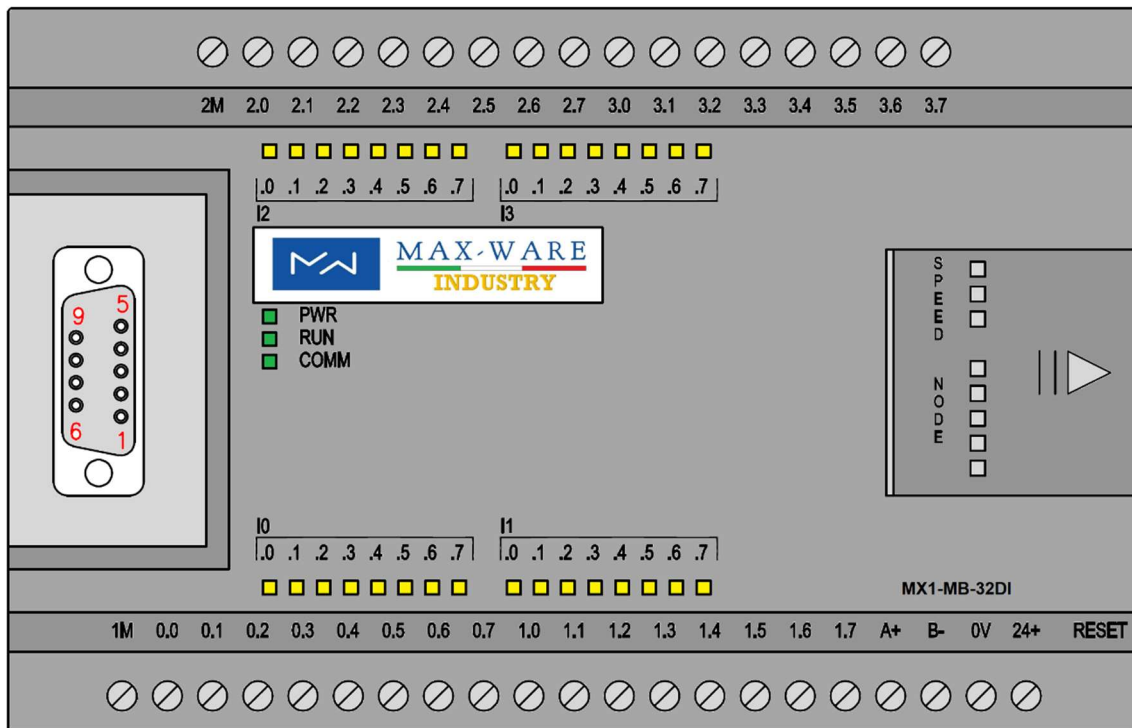 2M 2.0 2.1 2.2 2.3 2.4 2.5 2.6 2.7 3.0 3.1 3.2 3.3 3.4 3.5 3.6 3.7
.0 .1 .2 .3 .4 .5 .6 .7 .0 .1 .2 .3 .4 .5 .6 .7
I2 I3
MAX-WARE
INDUSTRY
PWR
RUN
COMM
9 5
6 1
SPEED
NODE
I0 I1
.0 .1 .2 .3 .4 .5 .6 .7 .0 .1 .2 .3 .4 .5 .6 .7
MX1-MB-32DI
1M 0.0 0.1 0.2 0.3 0.4 0.5 0.6 0.7 1.0 1.1 1.2 1.3 1.4 1.5 1.6 1.7 A+ B- 0V 24+ RESET